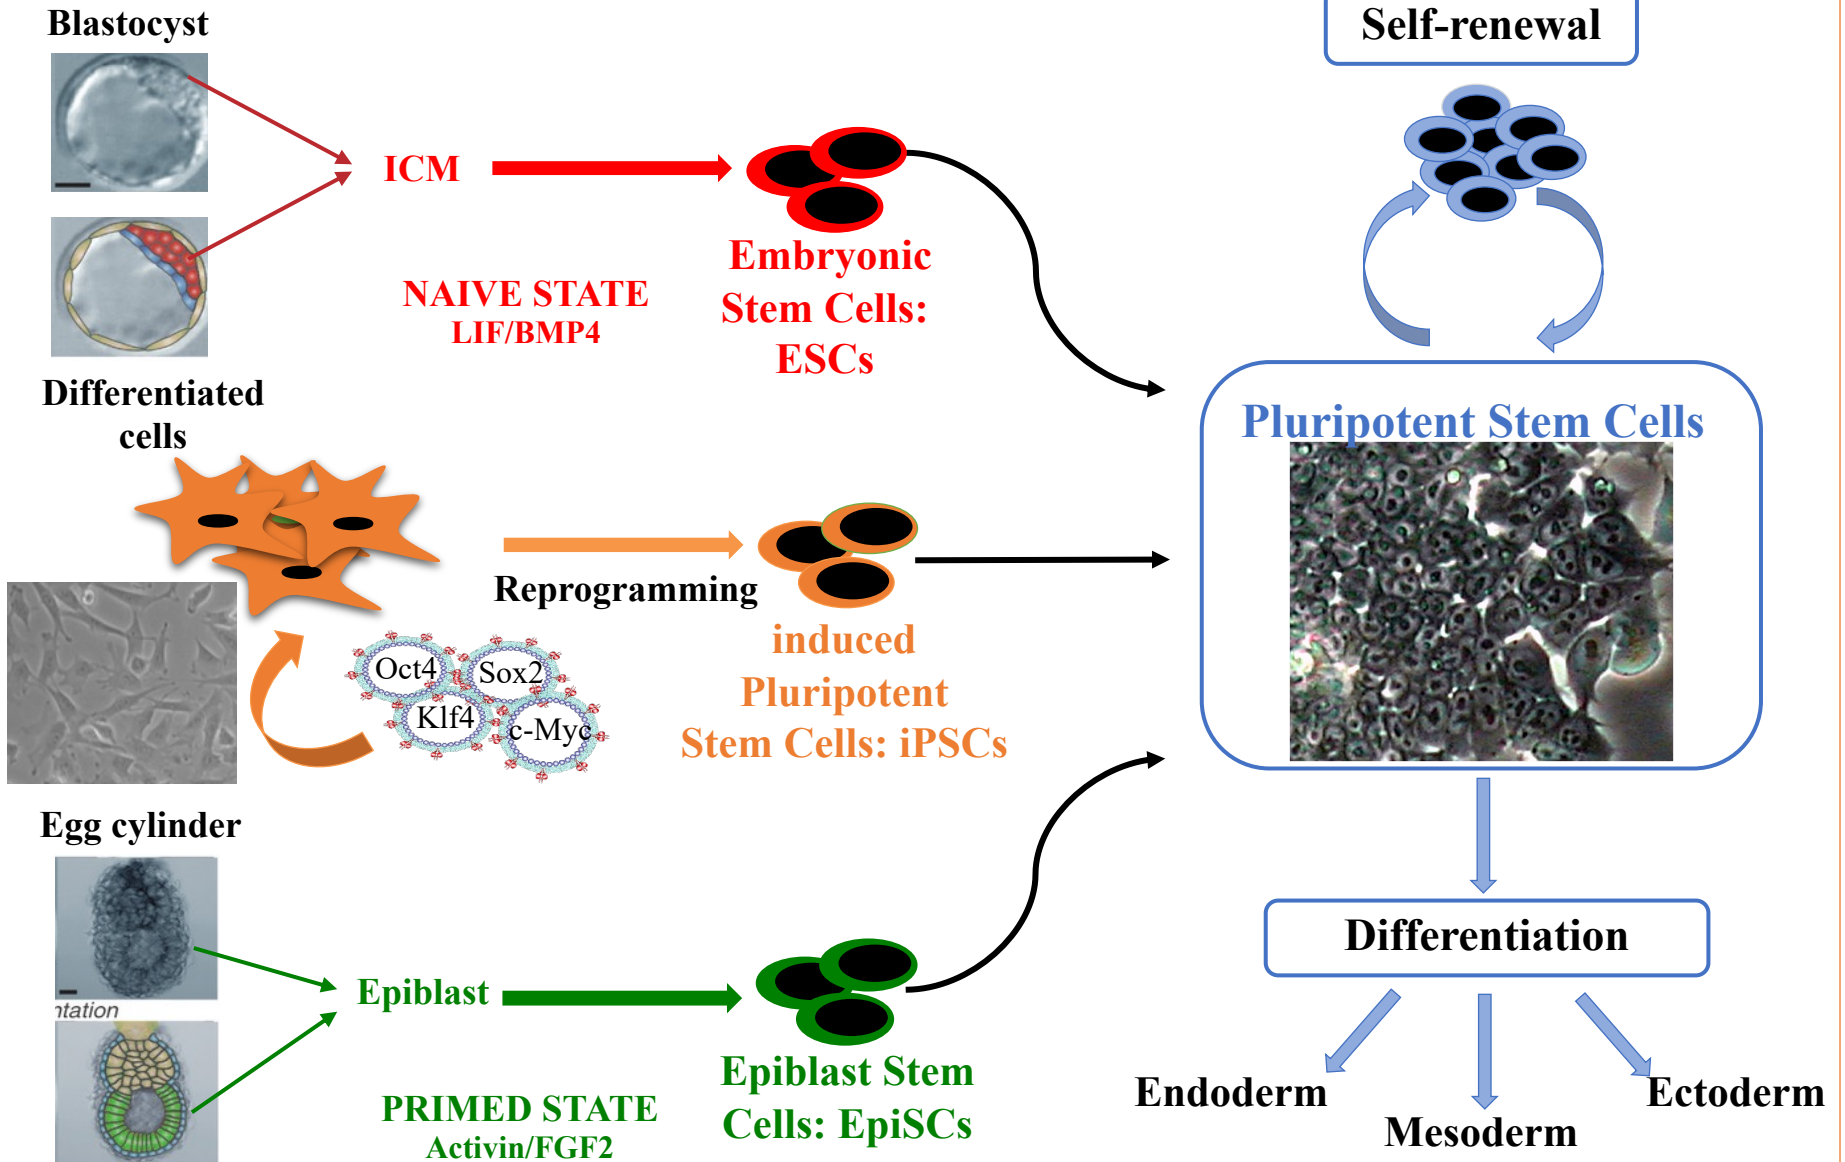 Blastocyst
ICM
NAIVE STATE
LIF/BMP4
Embryonic
Stem Cells:
ESCs
Differentiated
cells
Reprogramming
Oct4
Sox2
Klf4
c-Myc
induced
Pluripotent
Stem Cells: iPSCs
Egg cylinder
ntation
Epiblast
PRIMED STATE
Activin/FGF2
Epiblast Stem
Cells: EpiSCs
Self-renewal
Pluripotent Stem Cells
Differentiation
Endoderm
Mesoderm
Ectoderm